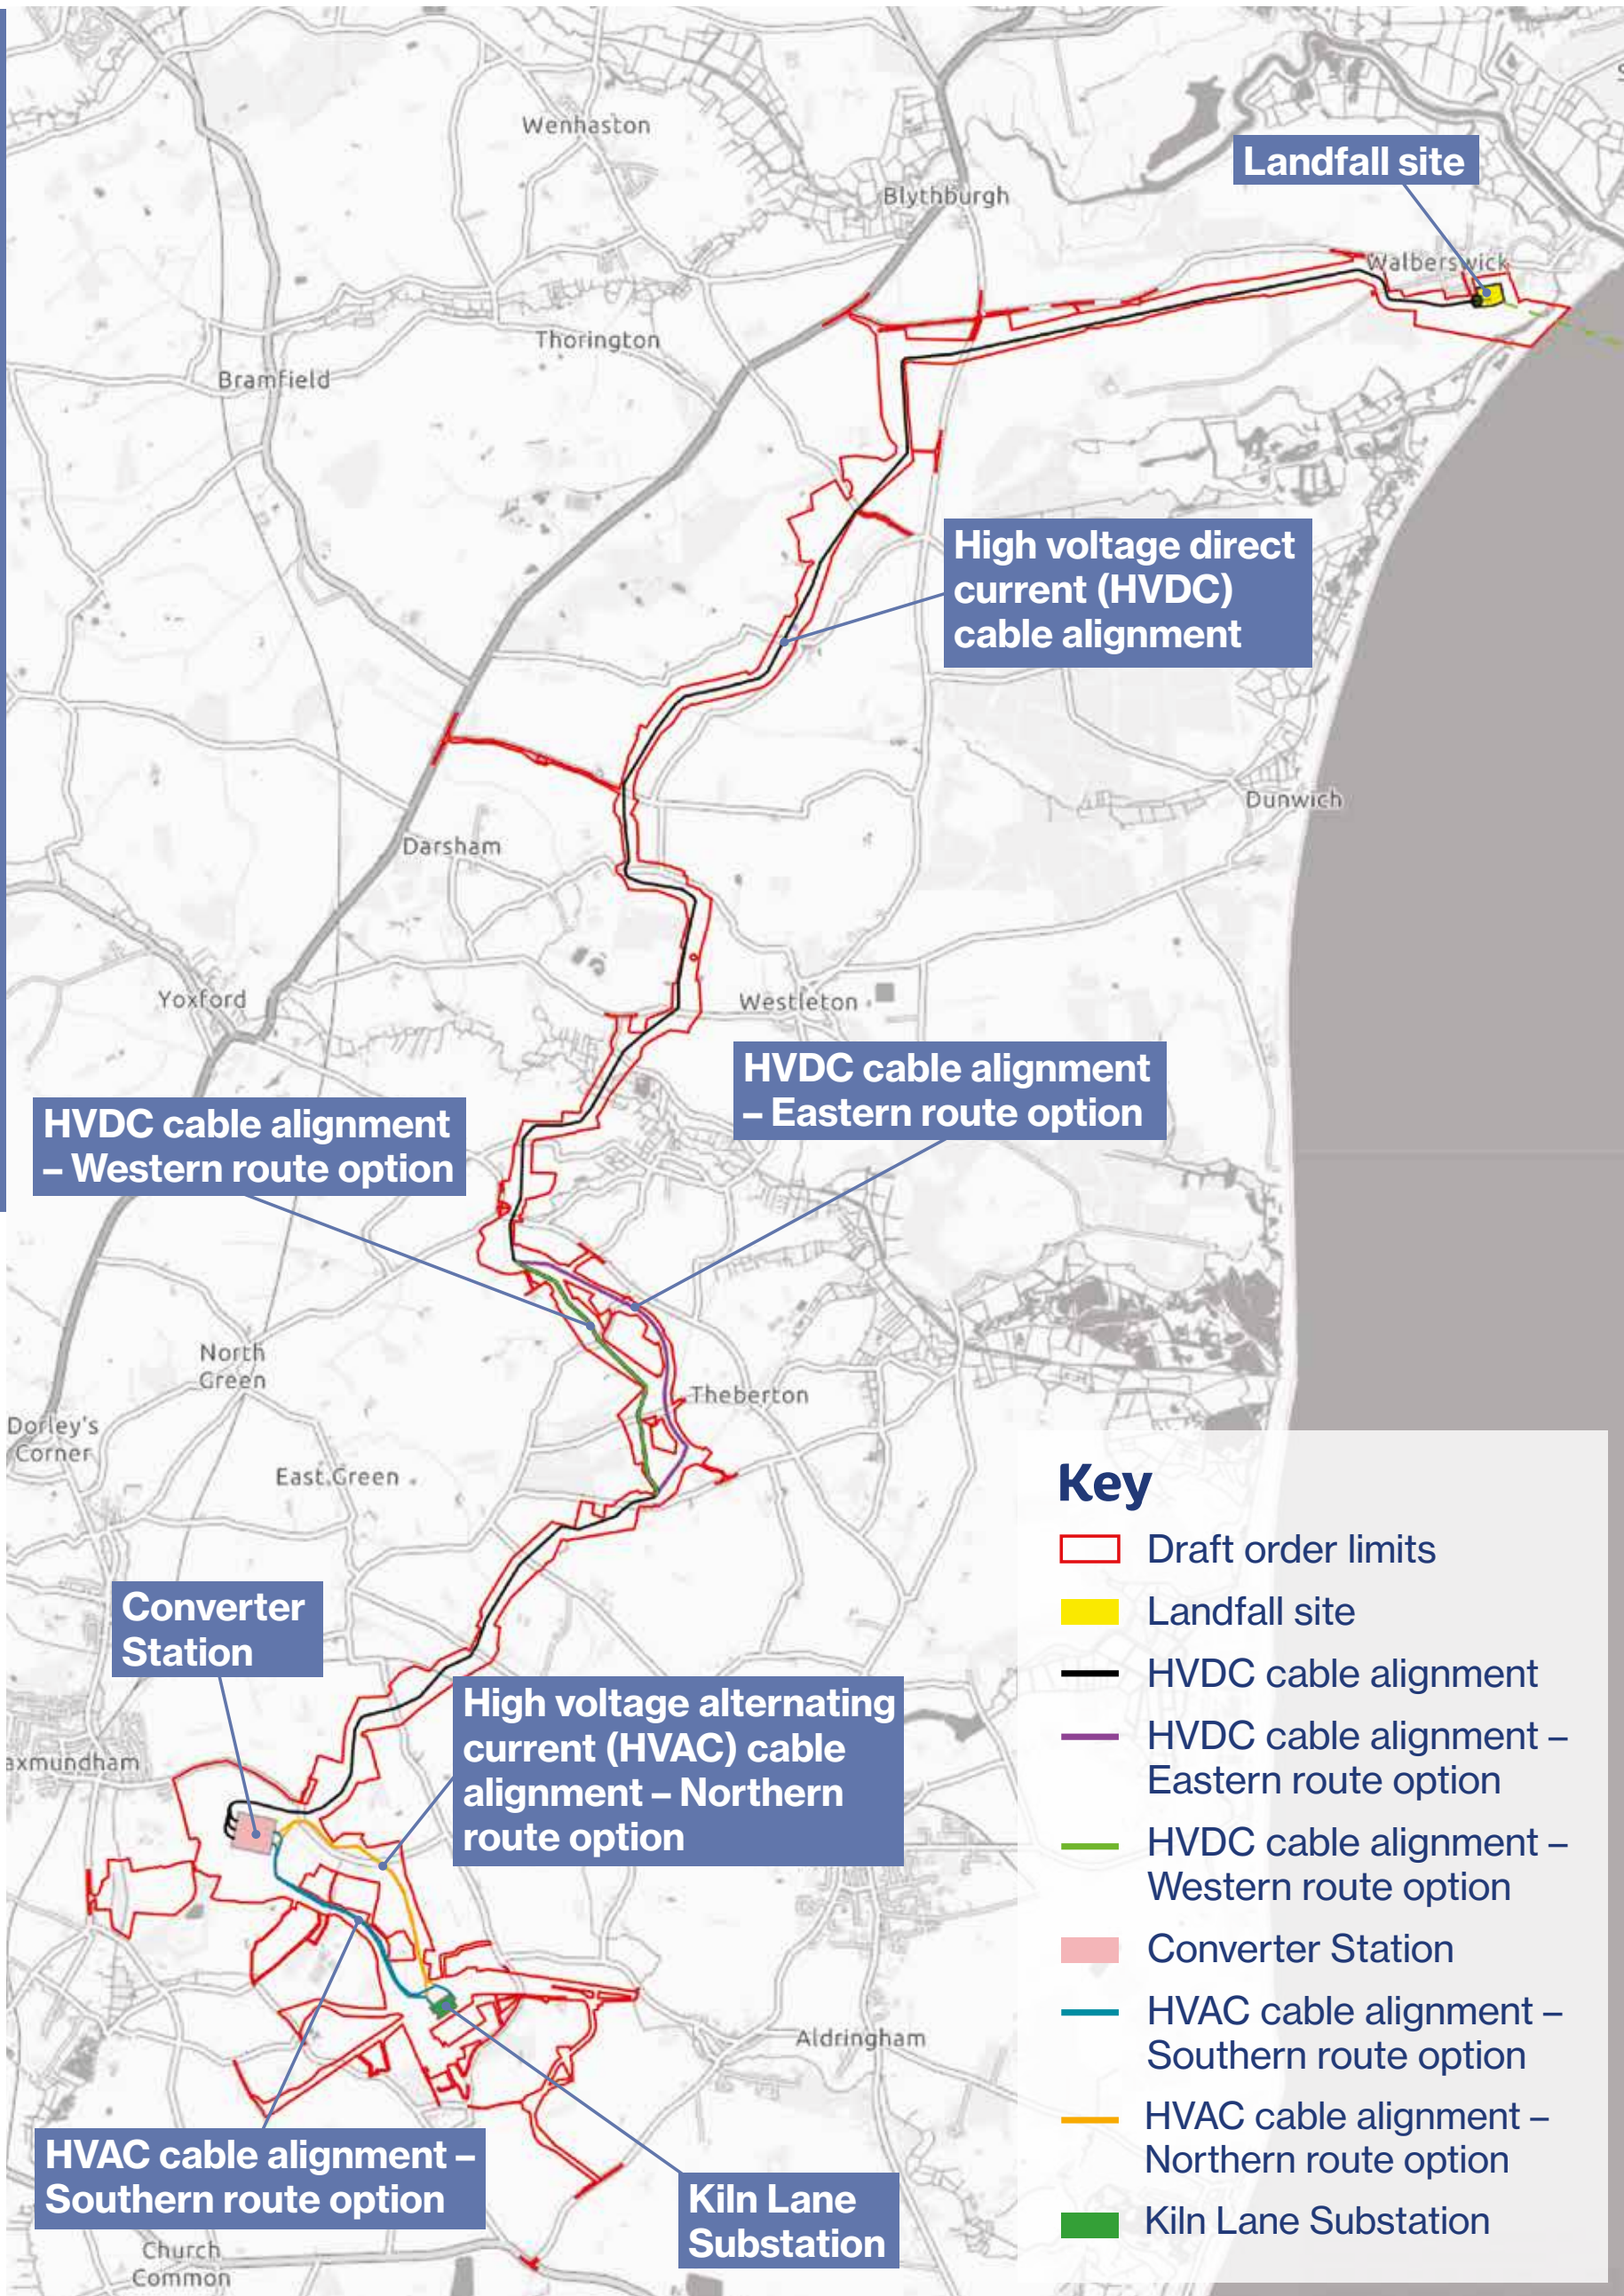 Wenhaston
Landfall site
Blythburgh
Walberswick
Thorington
Bramfield
High voltage direct
current (HVDC)
cable alignment
Dunwich
Darsham
Yoxford
Westleton
HVDC cable alignment
– Eastern route option
HVDC cable alignment
– Western route option
North
Green
Theberton
Dorley's
Corner
East Green
Converter
Station
High voltage alternating
current (HVAC) cable
alignment – Northern
route option
axmundham
Aldringham
HVAC cable alignment –
Southern route option
Kiln Lane
Substation
Church
Common
Key
Draft order limits
Landfall site
HVDC cable alignment
HVDC cable alignment –
Eastern route option
HVDC cable alignment –
Western route option
Converter Station
HVAC cable alignment –
Southern route option
HVAC cable alignment –
Northern route option
Kiln Lane Substation